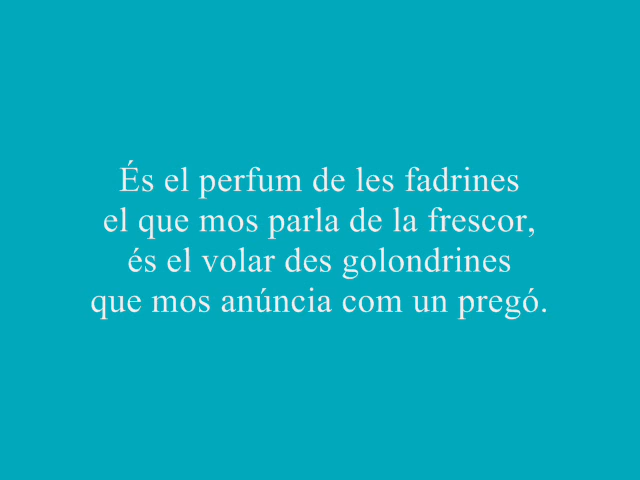 És el perfum de les fadrines
el que mos parla de la frescor,
és el volar des golondrines
que mos anúncia com un pregó.